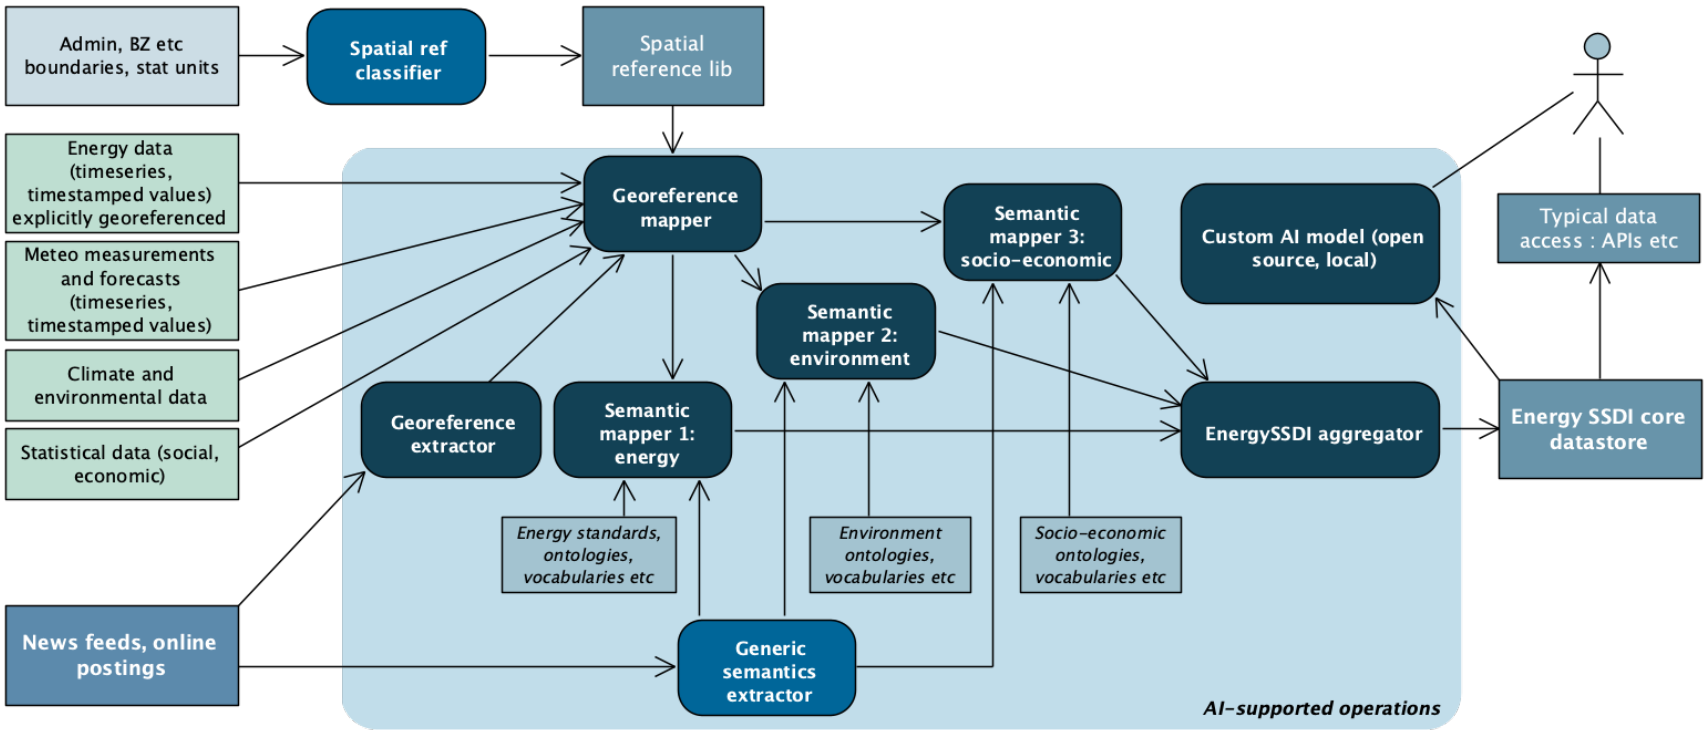 Admin, BZ etc
boundaries, stat units
Spatial ref
classifier
Spatial
reference lib
Energy data
(timeseries,
timestamped values)
explicitly georeferenced
Meteo measurements
and forecasts
(timeseries,
timestamped values)
Climate and
environmental data
Statistical data (social,
economic)
News feeds, online
postings
Georeference
mapper
Georeference
extractor
Semantic
mapper 1:
energy
Semantic
mapper 2:
environment
Semantic
mapper 3:
socio-economic
Custom AI model (open
source, local)
Typical data
access : APIs etc
EnergySSDI aggregator
Energy SSDI core
datastore
Energy standards,
ontologies,
vocabularies etc
Environment
ontologies,
vocabularies etc
Socio-economic
ontologies,
vocabularies etc
Generic
semantics
extractor
AI-supported operations